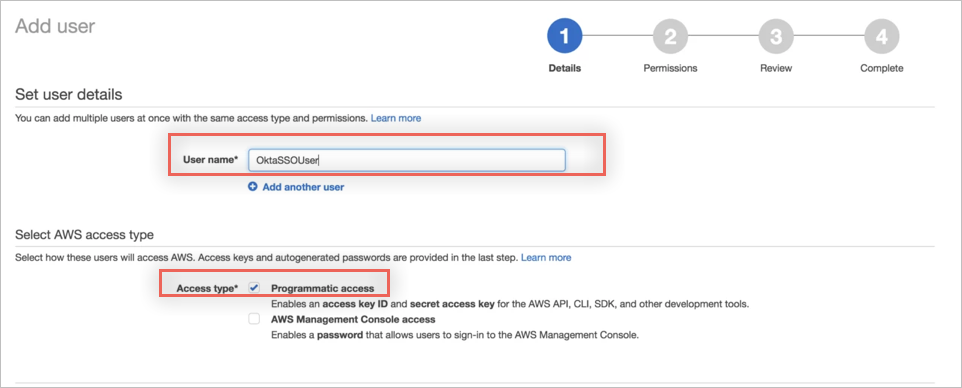 Add user
1 2 3 4
Details Permissions Review Complete
Set user details
You can add multiple users at once with the same access type and permissions. Learn more
User name* OktaSSOUser
Add another user
Select AWS access type
Select how these users will access AWS. Access keys and autogenerated passwords are provided in the last step. Learn more
Access type* Programmatic access
Enables an access key ID and secret access key for the AWS API, CLI, SDK, and other development tools.
AWS Management Console access
Enables a password that allows users to sign-in to the AWS Management Console.